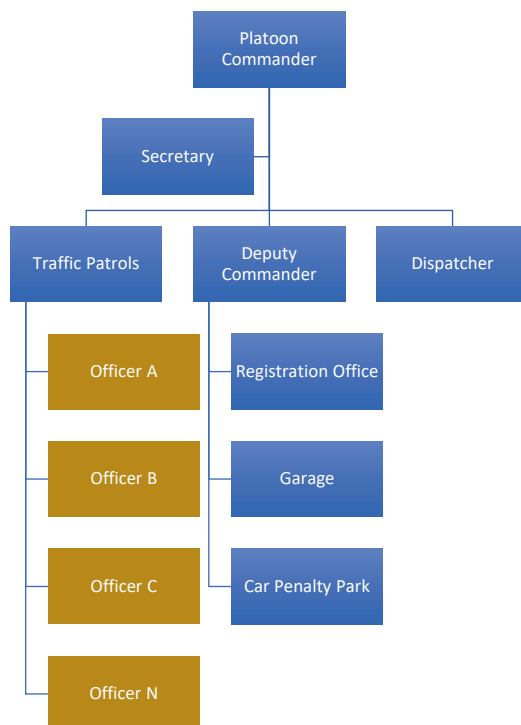 Platoon
Commander
Secretary
Traffic Patrols
Deputy
Commander
Dispatcher
Officer A
Registration Office
Officer B
Garage
Officer C
Car Penalty Park
Officer N